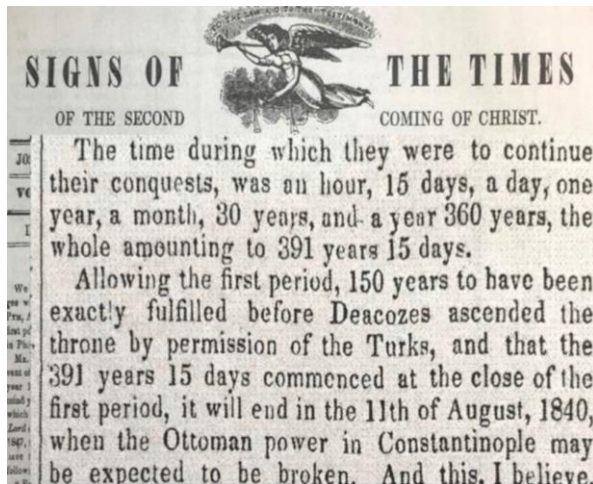 SIGNS OF THE TIMES
OF THE SECOND COMING OF CHRIST.
The time during which they were to continue
their conquests, was an hour, 15 days, a day, one
year, a month, 30 years, and a year 360 years, the
whole amounting to 391 years 15 days.
Allowing the first period, 150 years to have been
exactly fulfilled before Deacozes ascended the
throne by permission of the Turks, and that the
391 years 15 days commenced at the close of the
first period, it will end in the 11th of August, 1840,
when the Ottoman power in Constantinople may
be expected to be broken. And this, I believe,